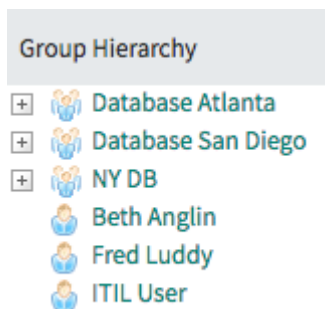 Group Hierarchy
Database Atlanta
Database San Diego
NY DB
Beth Anglin
Fred Luddy
ITIL User